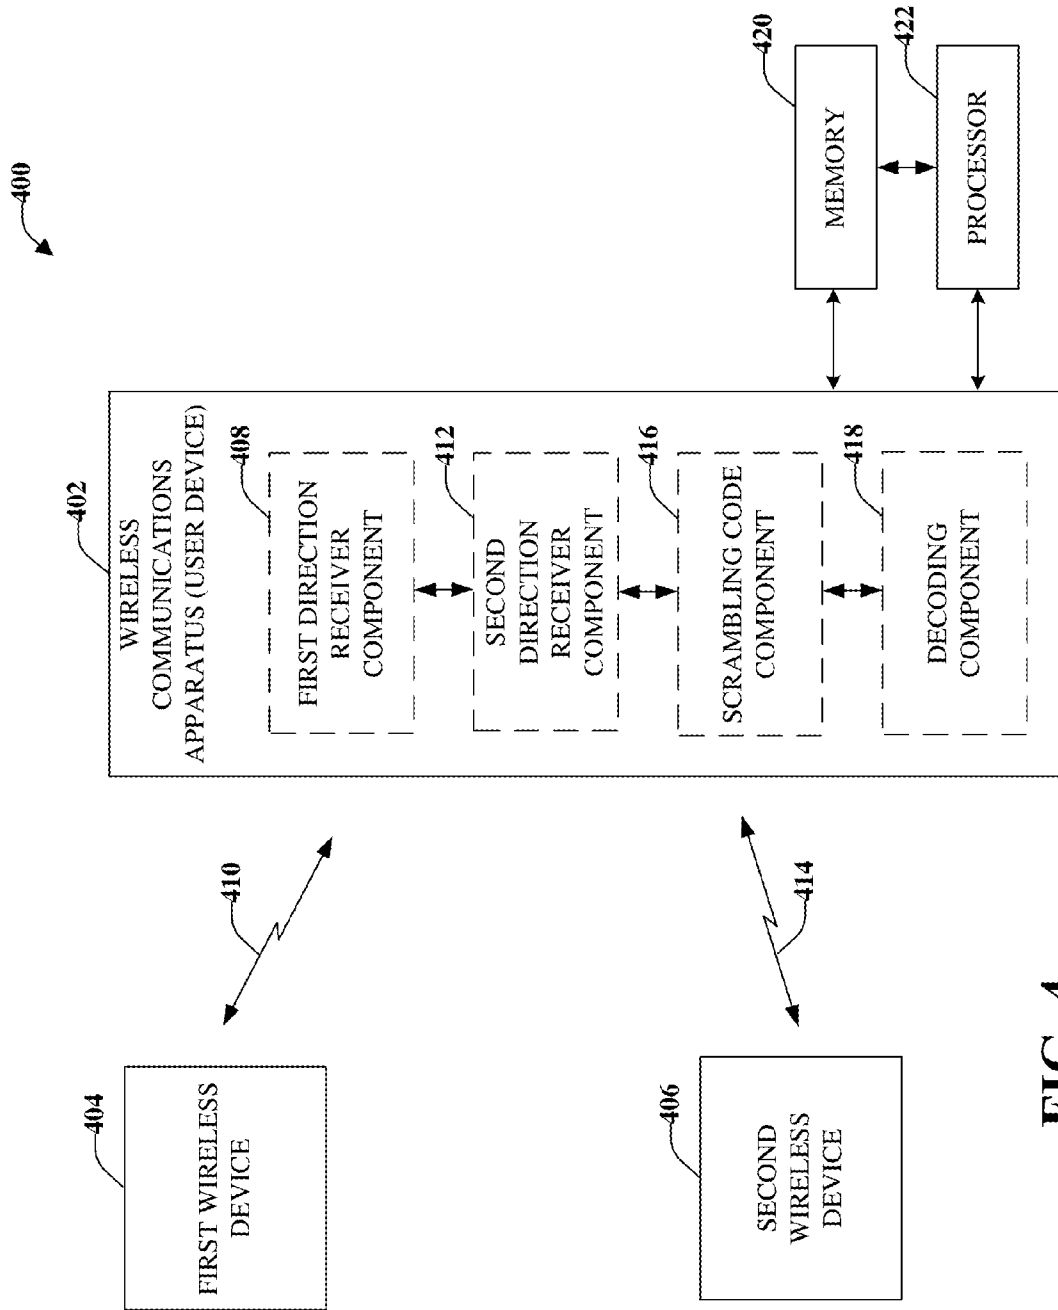 400
402
WIRELESS
COMMUNICATIONS
APPARATUS (USER DEVICE)
404
FIRST WIRELESS
DEVICE
410
408
FIRST DIRECTION
RECEIVER
COMPONENT
412
SECOND
DIRECTION
RECEIVER
COMPONENT
416
SCRAMBLING CODE
COMPONENT
418
DECODING
COMPONENT
406
SECOND
WIRELESS
DEVICE
414
420
MEMORY
422
PROCESSOR
FIG. 4